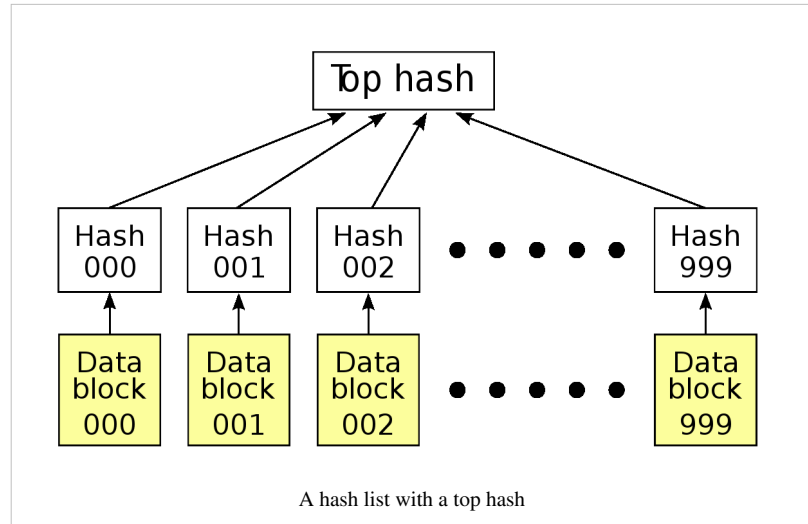 Top hash
Hash Hash Hash Hash
000 001 002 999
Data Data Data Data
block block block block
000 001 002 999
A hash list with a top hash